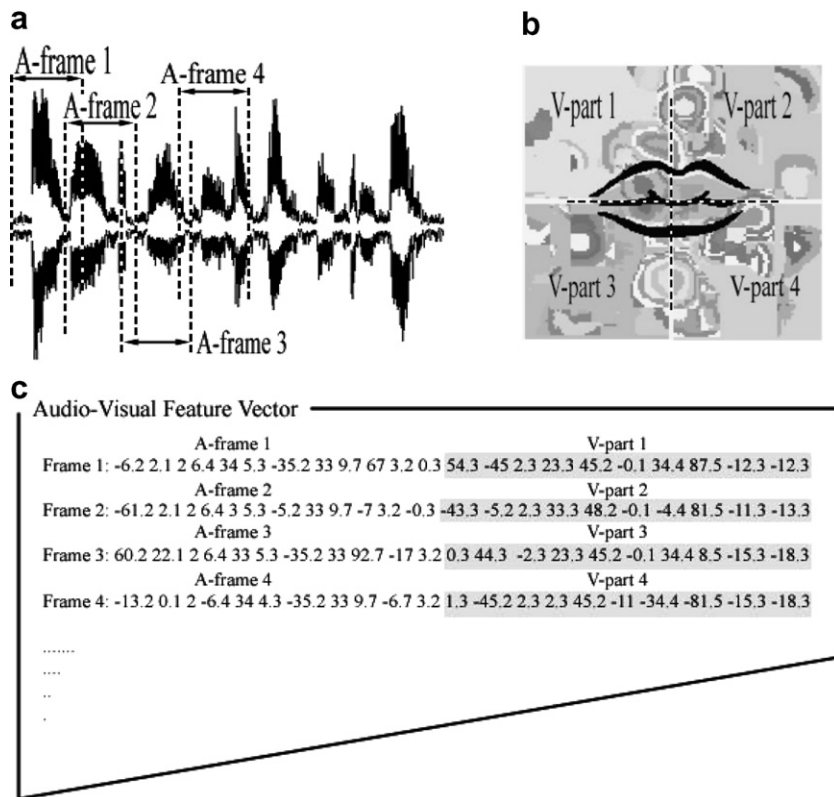 a
A-frame 1
A-frame 2
A-frame 4
A-frame 3
b
V-part 1 V-part 2
V-part 3 V-part 4
c
Audio-Visual Feature Vector
A-frame 1 V-part 1
Frame 1: -6.2 2.1 2 6.4 34 5.3 -35.2 33 9.7 67 3.2 0.3 54.3 -45 2.3 23.3 45.2 -0.1 34.4 87.5 -12.3 -12.3
A-frame 2 V-part 2
Frame 2: -61.2 2.1 2 6.4 3 5.3 -5.2 33 9.7 -7 3.2 -0.3 -43.3 -5.2 2.3 33.3 48.2 -0.1 -4.4 81.5 -11.3 -13.3
A-frame 3 V-part 3
Frame 3: 60.2 22.1 2 6.4 33 5.3 -35.2 33 92.7 -17 3.2 0.3 44.3 -2.3 23.3 45.2 -0.1 34.4 8.5 -15.3 -18.3
A-frame 4 V-part 4
Frame 4: -13.2 0.1 2 -6.4 34 4.3 -35.2 33 9.7 -6.7 3.2 1.3 -45.2 2.3 2.3 45.2 -11 -34.4 -81.5 -15.3 -18.3
.......
....
..
.